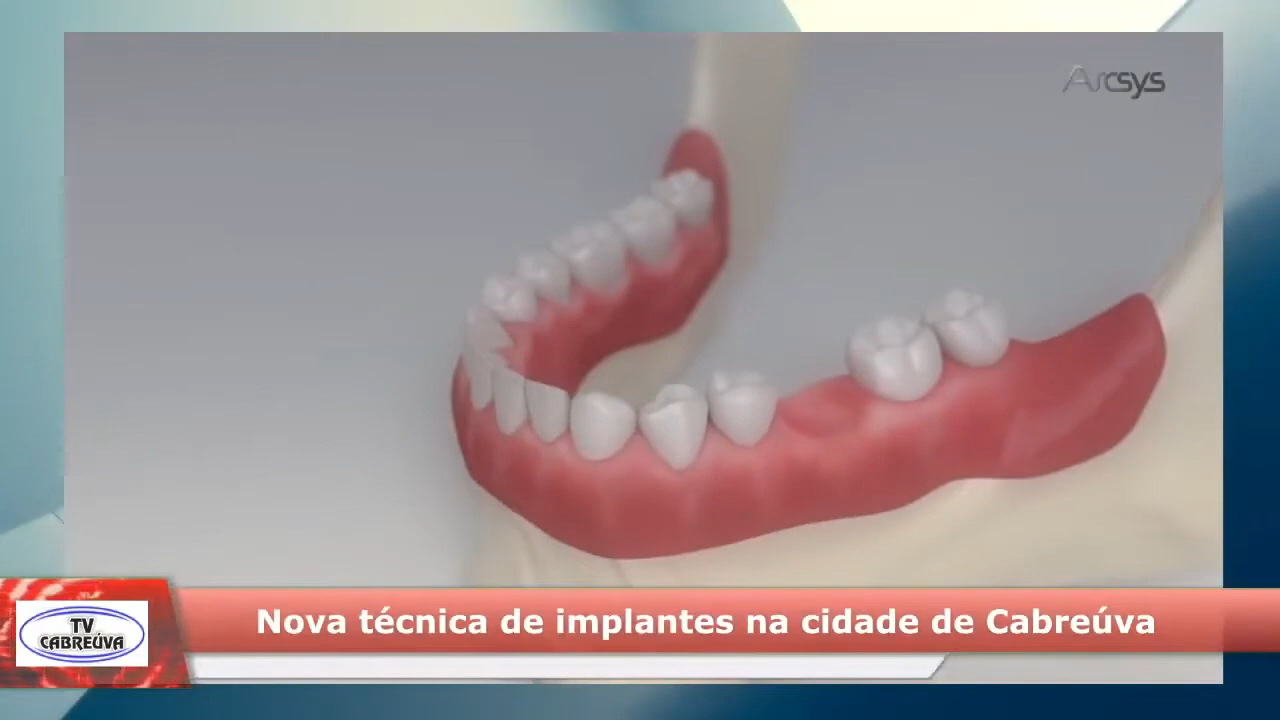 Arcsys
Nova técnica de implantes na cidade de Cabreúva
TV
CABREÚVA